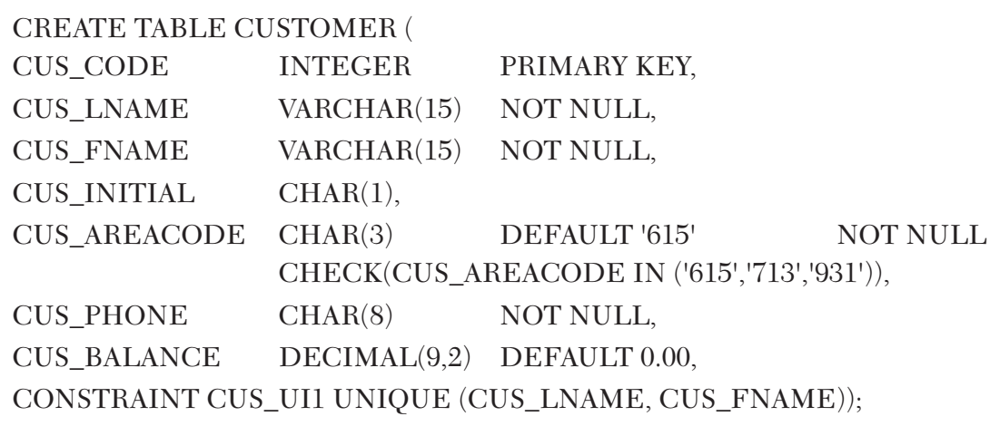 CREATE TABLE CUSTOMER (
CUS_CODE INTEGER PRIMARY KEY,
CUS_LNAME VARCHAR(15) NOT NULL,
CUS_FNAME VARCHAR(15) NOT NULL,
CUS_INITIAL CHAR(1),
CUS_AREACODE CHAR(3) DEFAULT '615' NOT NULL
CHECK(CUS_AREACODE IN ('615','713','931')),
CUS_PHONE CHAR(8) NOT NULL,
CUS_BALANCE DECIMAL(9,2) DEFAULT 0.00,
CONSTRAINT CUS_UI1 UNIQUE (CUS_LNAME, CUS_FNAME));